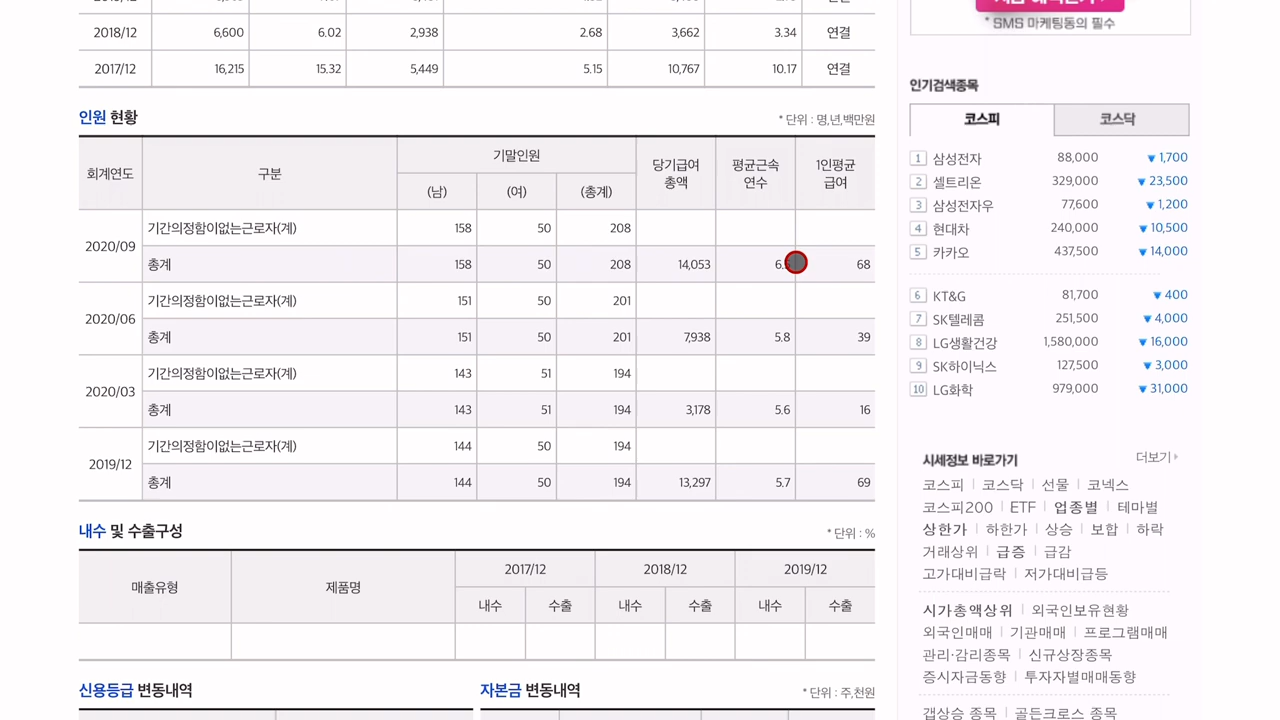 2018/12 6,600 6.02 2,938 2.68 3,662 3.34 연결
2017/12 16,215 15.32 5,449 5.15 10,767 10.17 연결
인원 현황
* 단위 : 명,년,백만원
회계연도 구분 기말인원 당기급여 총액 평균근속 연수 1인평균 급여
(남) (여) (총계)
2020/09 기간의정함이없는근로자(계) 158 50 208
총계 158 50 208 14,053 68
2020/06 기간의정함이없는근로자(계) 151 50 201
총계 151 50 201 7,938 5.8 39
2020/03 기간의정함이없는근로자(계) 143 51 194
총계 143 51 194 3,178 5.6 16
2019/12 기간의정함이없는근로자(계) 144 50 194
총계 144 50 194 13,297 5.7 69
내수 및 수출구성
* 단위 : %
매출유형 제품명 2017/12 2018/12 2019/12
내수 수출 내수 수출 내수 수출
신용등급 변동내역
자본금 변동내역
* 단위 : 주,천원
* SMS 마케팅동의 필수
인기검색종목
코스피 코스닥
1 삼성전자 88,000 ▼ 1,700
2 셀트리온 329,000 ▼ 23,500
3 삼성전자우 77,600 ▼ 1,200
4 현대차 240,000 ▼ 10,500
5 카카오 437,500 ▼ 14,000
6 KT&G 81,700 ▼ 400
7 SK텔레콤 251,500 ▼ 4,000
8 LG생활건강 1,580,000 ▼ 16,000
9 SK하이닉스 127,500 ▼ 3,000
10 LG화학 979,000 ▼ 31,000
시세정보 바로가기 더보기
코스피 | 코스닥 | 선물 | 코넥스
코스피200 | ETF | 업종별 | 테마별
상한가 | 하한가 | 상승 | 보합 | 하락
거래상위 | 급증 | 급감
고가대비급락 | 저가대비급등
시가총액상위 | 외국인보유현황
외국인매매 | 기관매매 | 프로그램매매
관리·감리종목 | 신규상장종목
증시자금동향 | 투자자별매매동향
갭상승 종목 | 골든크로스 종목